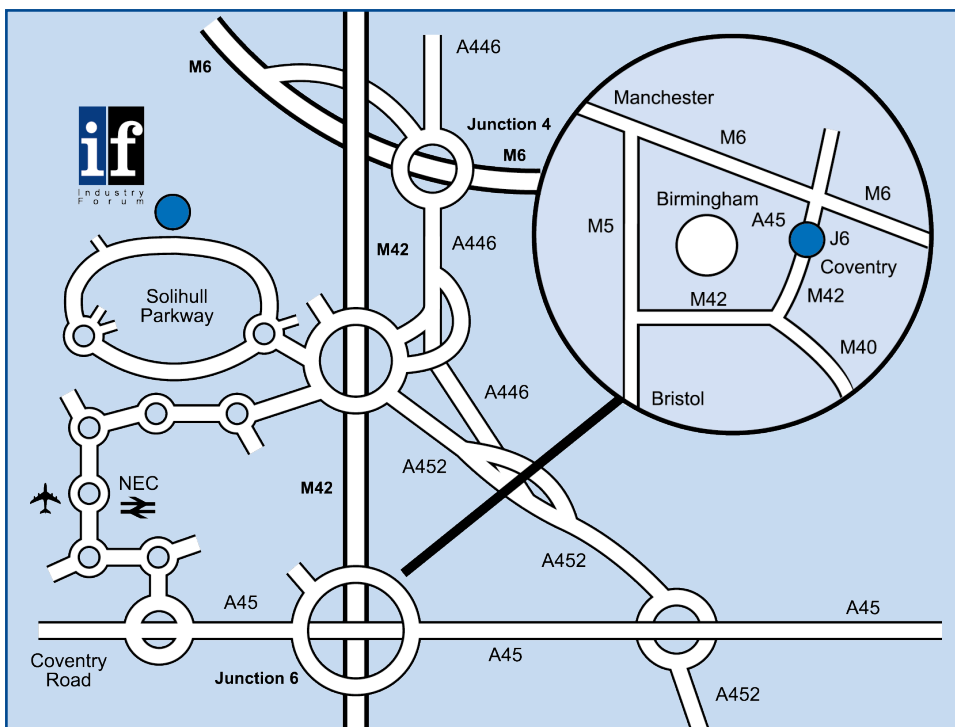 A446
M6
Junction 4
M6
if
Industry
Forum
M42
A446
Solihull
Parkway
A446
A452
NEC
M42
A452
A45
A45
A45
Coventry
Road
Junction 6
A452
Manchester
M6
Birmingham
M6
A45
M5
J6
Coventry
M42
M42
M40
Bristol